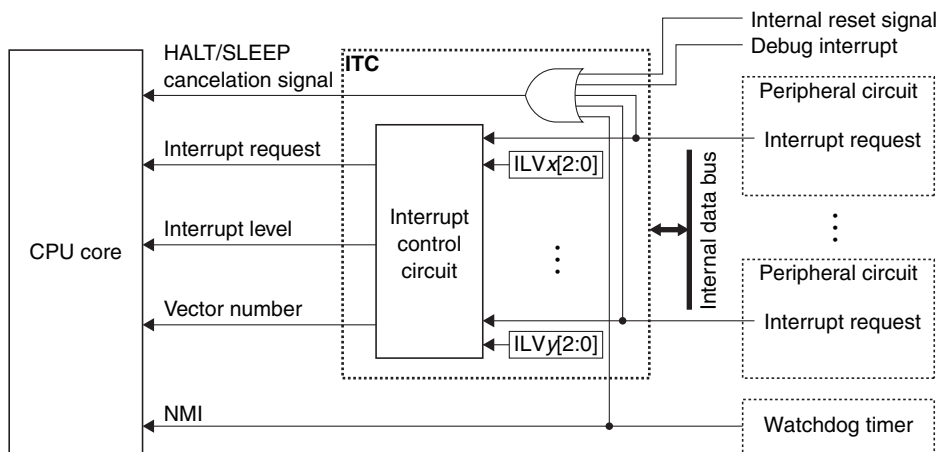 Internal reset signal
Debug interrupt
HALT/SLEEP
cancelation signal
ITC
Peripheral circuit
Interrupt request
Interrupt request
ILVx[2:0]
Internal data bus
Interrupt level
Interrupt
control
circuit
CPU core
Peripheral circuit
Vector number
Interrupt request
ILVy[2:0]
NMI
Watchdog timer